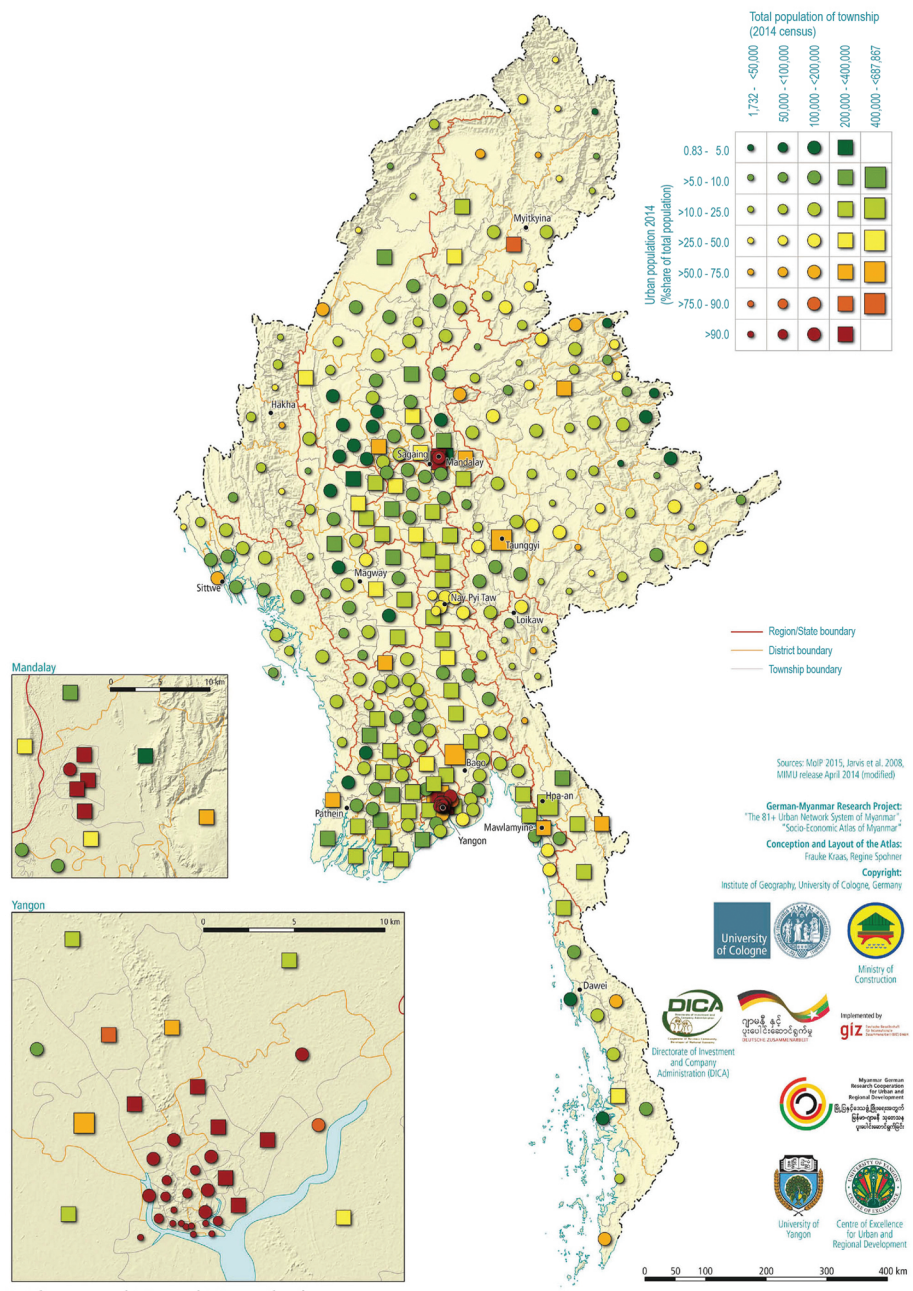 Total population of township
(2014 census)
1,732 - <50,000
50,000 - <100,000
100,000 - <200,000
200,000 - <400,000
400,000 - <687,867
Urban population 2014
(%share of total population)
0.83 - 5.0
>5.0 - 10.0
>10.0 - 25.0
>25.0 - 50.0
>50.0 - 75.0
>75.0 - 90.0
>90.0
Myitkyina
Hakha
Sagaing
Mandalay
Taunggyi
Magway
Sittwe
Nay Pyi Taw
Loikaw
Bago
Pathein
Hpa-an
Mawlamyine
Yangon
Dawei
Region/State boundary
District boundary
Township boundary
Mandalay
0 5 10 km
Yangon
0 5 10 km
Sources: MoIP 2015, Jarvis et al. 2008,
MIMU release April 2014 (modified)
German-Myanmar Research Project:
"The 81+ Urban Network System of Myanmar",
"Socio-Economic Atlas of Myanmar"
Conception and Layout of the Atlas:
Frauke Kraas, Regine Spohner
Copyright:
Institute of Geography, University of Cologne, Germany
University
of Cologne
Ministry of
Construction
DICA
Directorate of Investment
and Company
Administration (DICA)
DEUTSCHE ZUSAMMENARBEIT
Implemented by
giz
Myanmar German
Research Cooperation
for Urban and
Regional Development
University of
Yangon
UNIVERSITY OF YANGON
CENTRE OF EXCELLENCE
Centre of Excellence
for Urban and
Regional Development
0 50 100 200 300 400 km